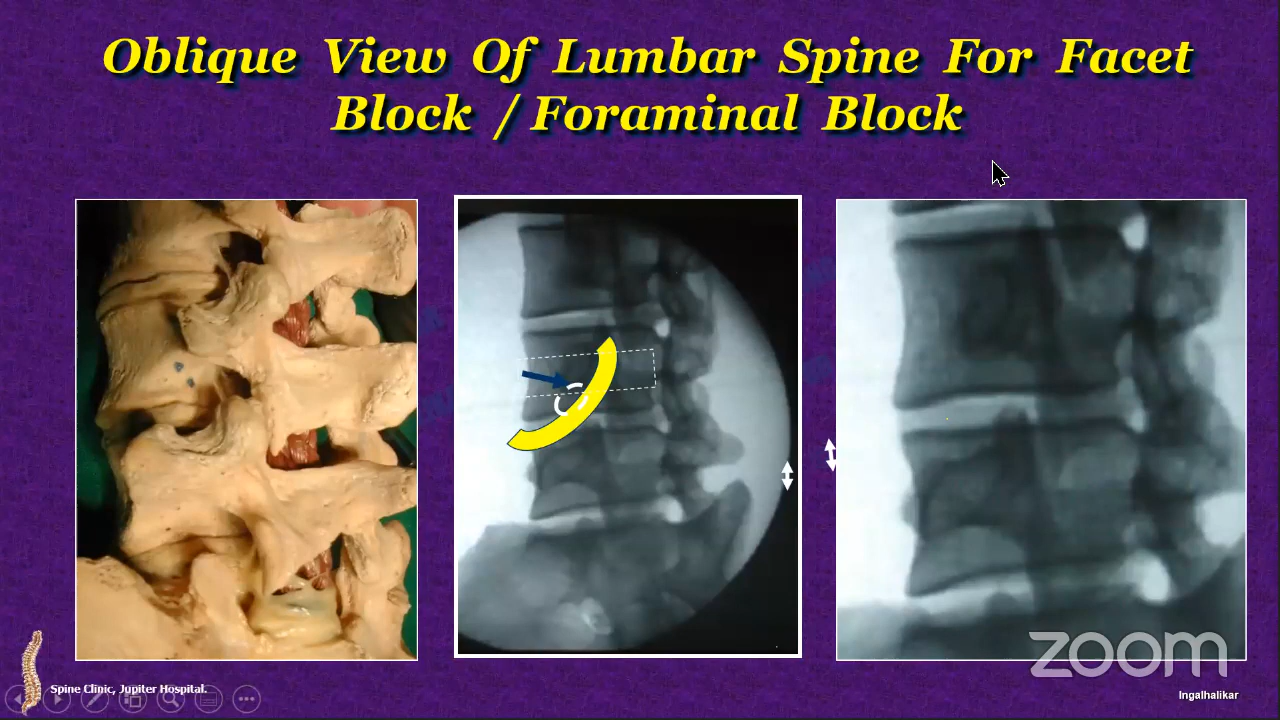 Oblique View Of Lumbar Spine For Facet
Block / Foraminal Block
zoom
Spine Clinic, Jupiter Hospital.
Ingalhalikar